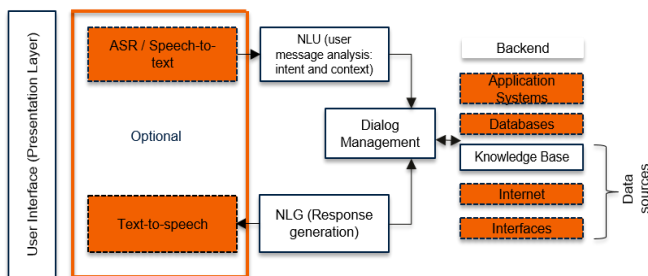 User Interface (Presentation Layer)
ASR / Speech-to-
text
Optional
Text-to-speech
NLU (user
message analysis:
intent and context)
NLG (Response
generation)
Dialog
Management
Backend
Application
Systems
Databases
Knowledge Base
Internet
Interfaces
Data
sources